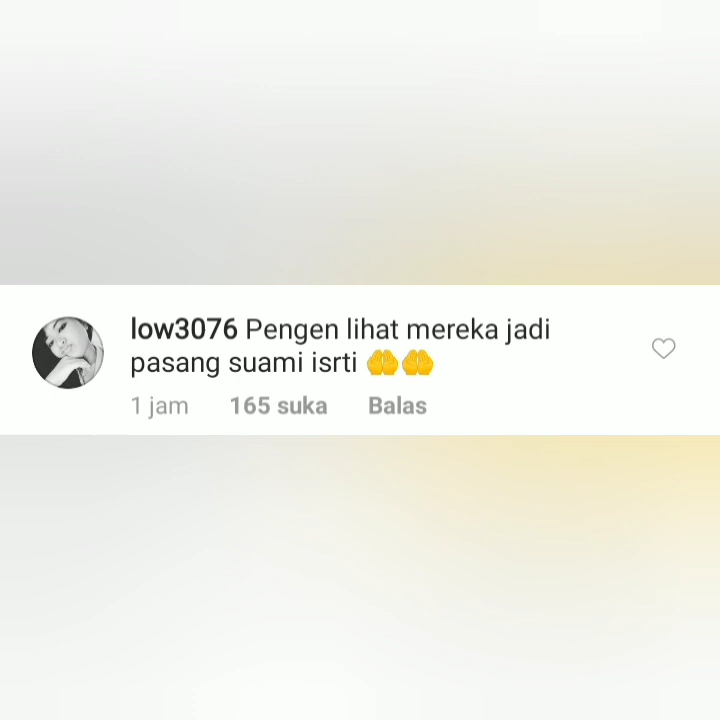 low3076 Pengen lihat mereka jadi
pasang suami isrti 🤲🤲
1 jam 165 suka Balas